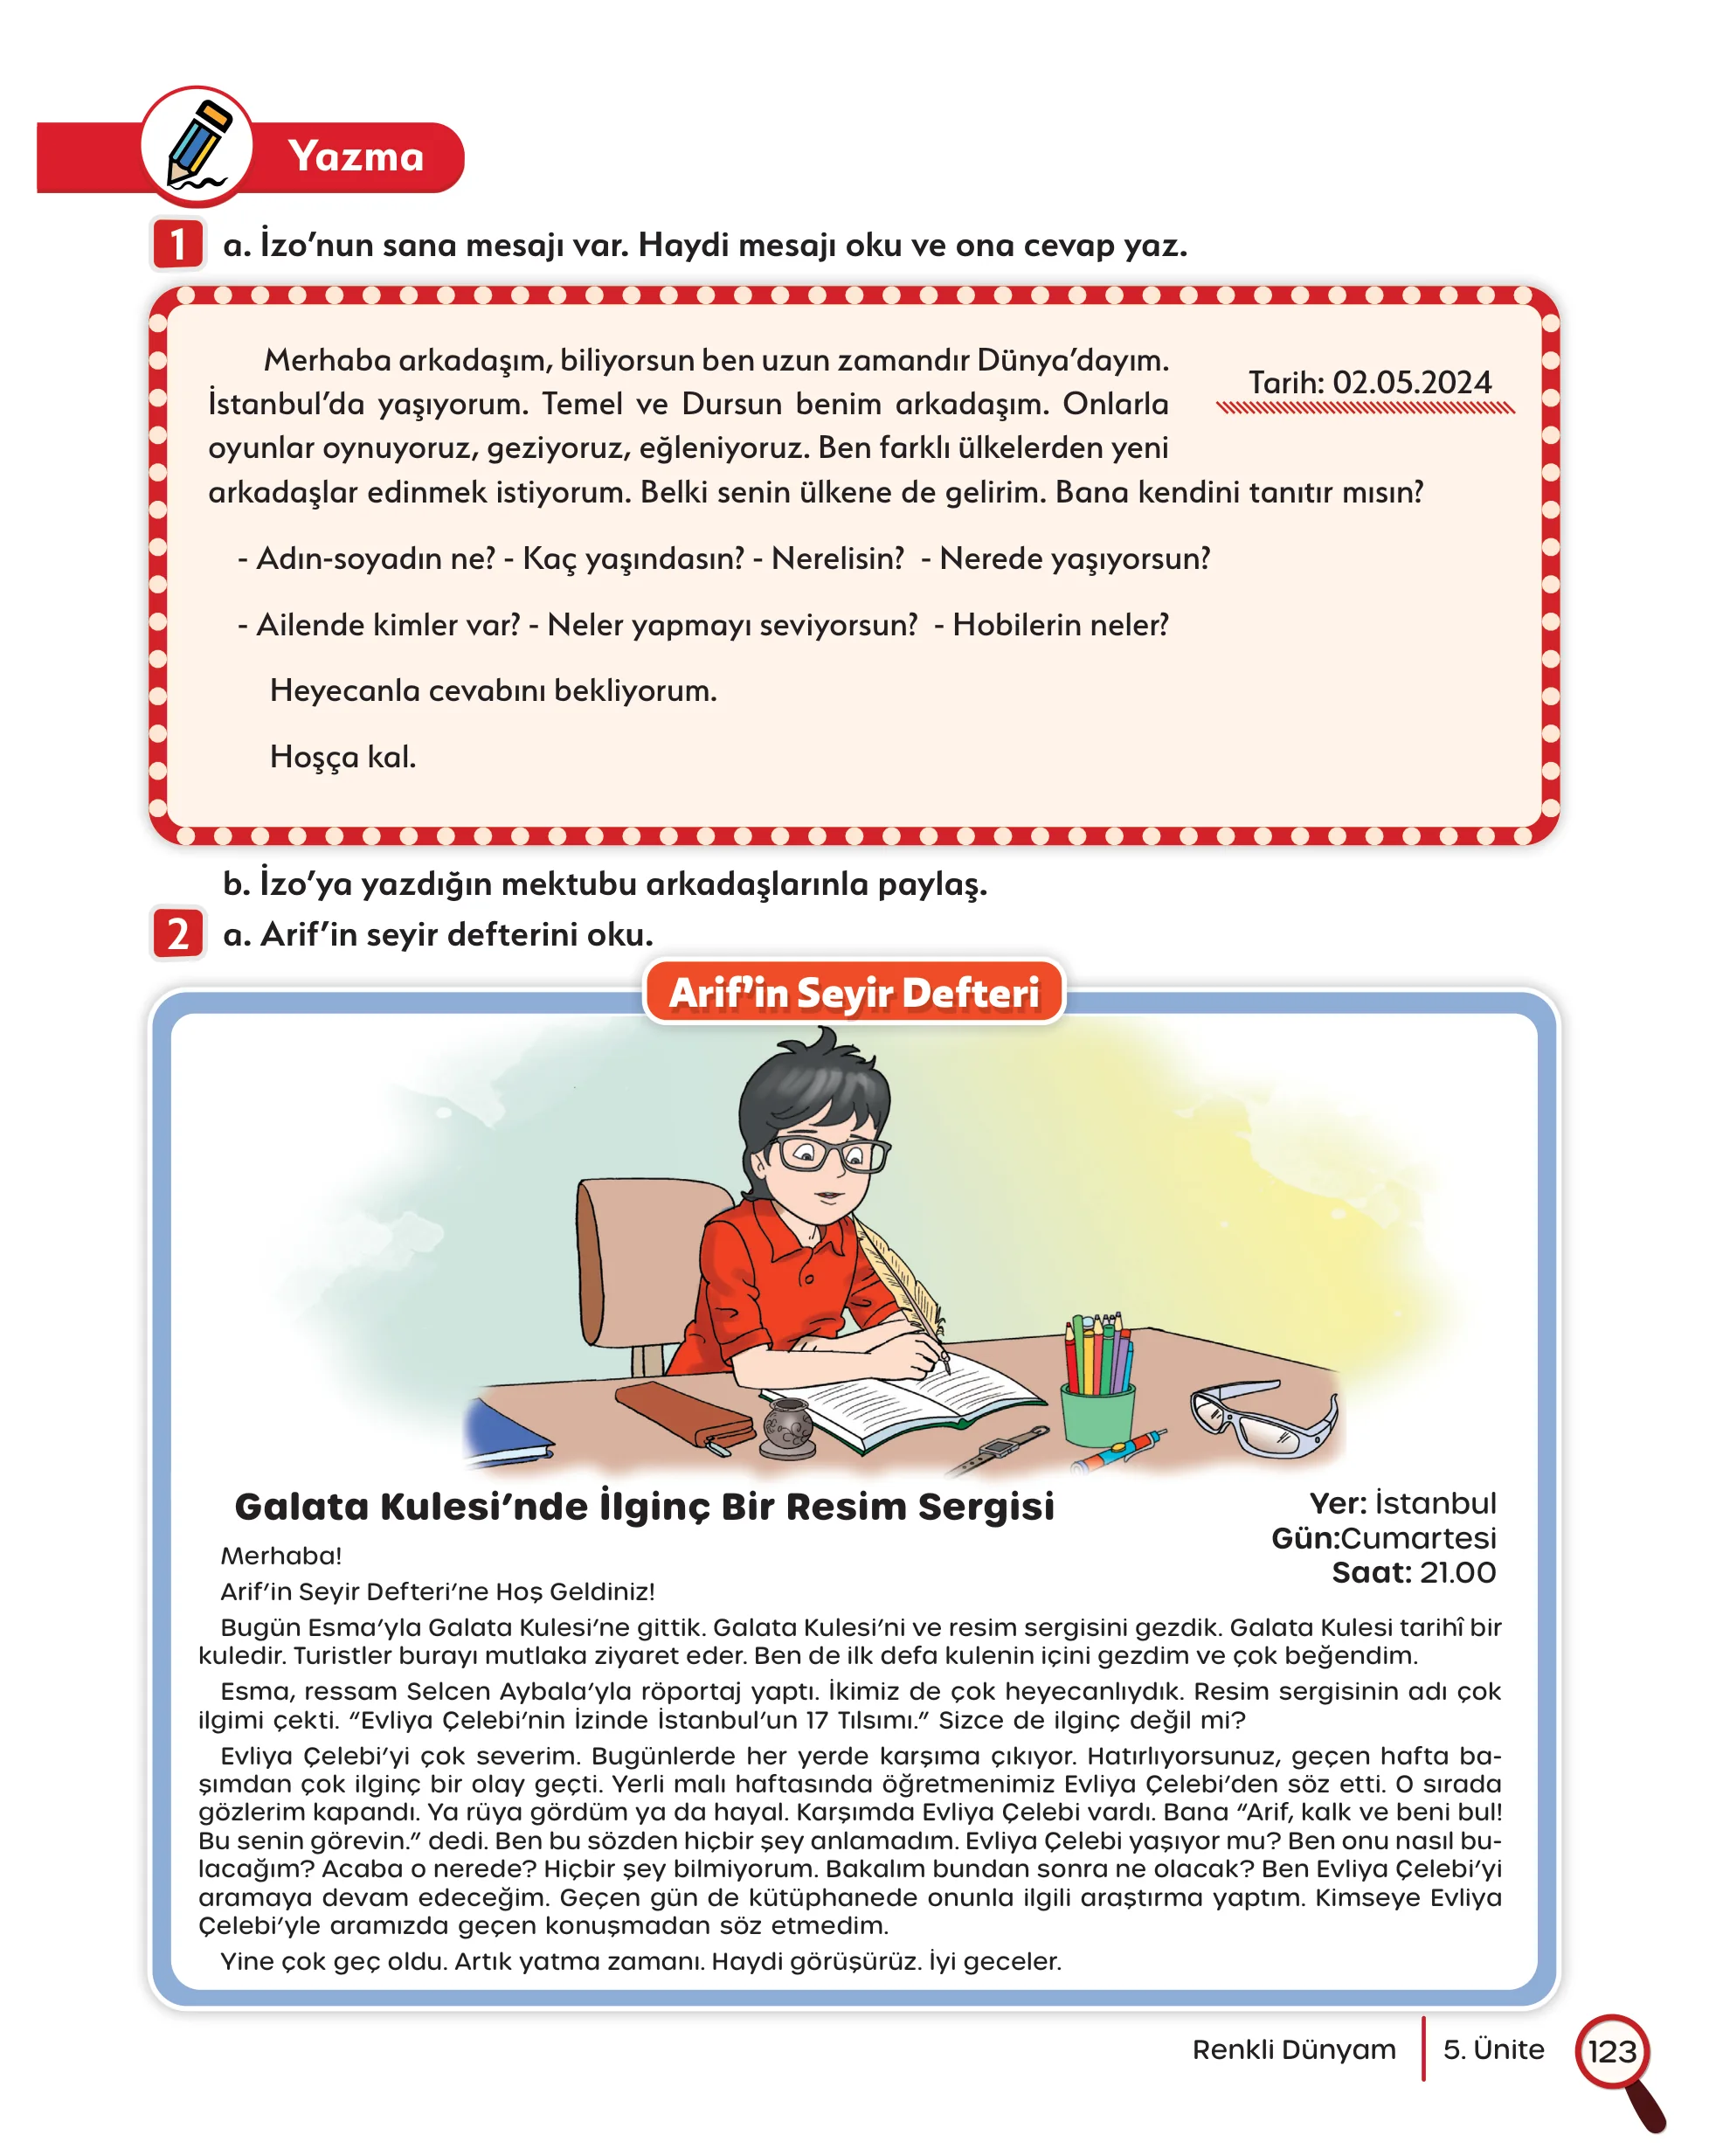 Yazma
1 a. İzo’nun sana mesajı var. Haydi mesajı oku ve ona cevap yaz.
Tarih: 02.05.2024
Merhaba arkadaşım, biliyorsun ben uzun zamandır Dünya’dayım.
İstanbul’da yaşıyorum. Temel ve Dursun benim arkadaşım. Onlarla
oyunlar oynuyoruz, geziyoruz, eğleniyoruz. Ben farklı ülkelerden yeni
arkadaşlar edinmek istiyorum. Belki senin ülkene de gelirim. Bana kendini tanıtır mısın?
- Adın-soyadın ne? - Kaç yaşındasın? - Nerelisin? - Nerede yaşıyorsun?
- Ailende kimler var? - Neler yapmayı seviyorsun? - Hobilerin neler?
Heyecanla cevabını bekliyorum.
Hoşça kal.
b. İzo’ya yazdığın mektubu arkadaşlarınla paylaş.
2 a. Arif’in seyir defterini oku.
Arif’in Seyir Defteri
Galata Kulesi’nde İlginç Bir Resim Sergisi
Yer: İstanbul
Gün:Cumartesi
Saat: 21.00
Merhaba!
Arif’in Seyir Defteri’ne Hoş Geldiniz!
Bugün Esma’yla Galata Kulesi’ne gittik. Galata Kulesi’ni ve resim sergisini gezdik. Galata Kulesi tarihî bir
kuledir. Turistler burayı mutlaka ziyaret eder. Ben de ilk defa kulenin içini gezdim ve çok beğendim.
Esma, ressam Selcen Aybala’yla röportaj yaptı. İkimiz de çok heyecanlıydık. Resim sergisinin adı çok
ilgimi çekti. “Evliya Çelebi’nin İzinde İstanbul’un 17 Tılsımı.” Sizce de ilginç değil mi?
Evliya Çelebi’yi çok severim. Bugünlerde her yerde karşıma çıkıyor. Hatırlıyorsunuz, geçen hafta ba-
şımdan çok ilginç bir olay geçti. Yerli malı haftasında öğretmenimiz Evliya Çelebi’den söz etti. O sırada
gözlerim kapandı. Ya rüya gördüm ya da hayal. Karşımda Evliya Çelebi vardı. Bana “Arif, kalk ve beni bul!
Bu senin görevin.” dedi. Ben bu sözden hiçbir şey anlamadım. Evliya Çelebi yaşıyor mu? Ben onu nasıl bu-
lacağım? Acaba o nerede? Hiçbir şey bilmiyorum. Bakalım bundan sonra ne olacak? Ben Evliya Çelebi’yi
aramaya devam edeceğim. Geçen gün de kütüphanede onunla ilgili araştırma yaptım. Kimseye Evliya
Çelebi’yle aramızda geçen konuşmadan söz etmedim.
Yine çok geç oldu. Artık yatma zamanı. Haydi görüşürüz. İyi geceler.
Renkli Dünyam 5. Ünite 123